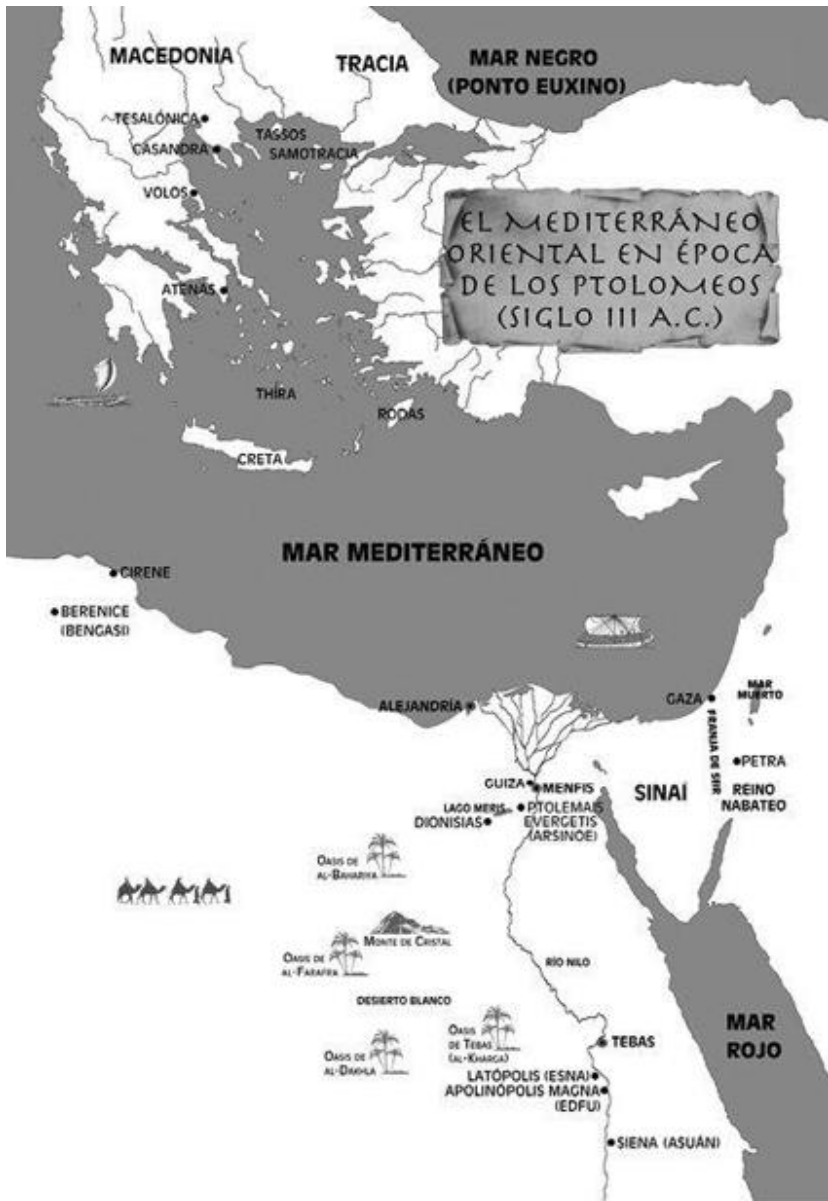 MACEDONIA
TRACIA
MAR NEGRO
(PONTO EUXINO)
TESALÓNICA
CASANDRA
TASSOS
SAMOTRACIA
VOLOS
ATENAS
EL MEDITERRÁNEO
ORIENTAL EN ÉPOCA
DE LOS PTOLOMEOS
(SIGLO III A.C.)
THÍRA
RODAS
CRETA
MAR MEDITERRÁNEO
CIRENE
BERENICE
(BENGASI)
ALEJANDRÍA
GAZA
MAR
MUERTO
FRANJA DE SEIR
PETRA
GUIZA
MENFIS
SINAÍ
REINO
NABATEO
LAGO MERIS
DIONISIAS
PTOLEMAIS
EVERGETIS
(ARSINOE)
OASIS DE
AL-BAHARIYA
MONTE DE CRISTAL
OASIS DE
AL-FARAFRA
RÍO NILO
DESIERTO BLANCO
OASIS
DE TEBAS
(AL-KHARGA)
OASIS DE
AL-DAKHLA
TEBAS
MAR
ROJO
LATÓPOLIS (ESNA)
APOLINÓPOLIS MAGNA
(EDFU)
SIENA (ASUÁN)